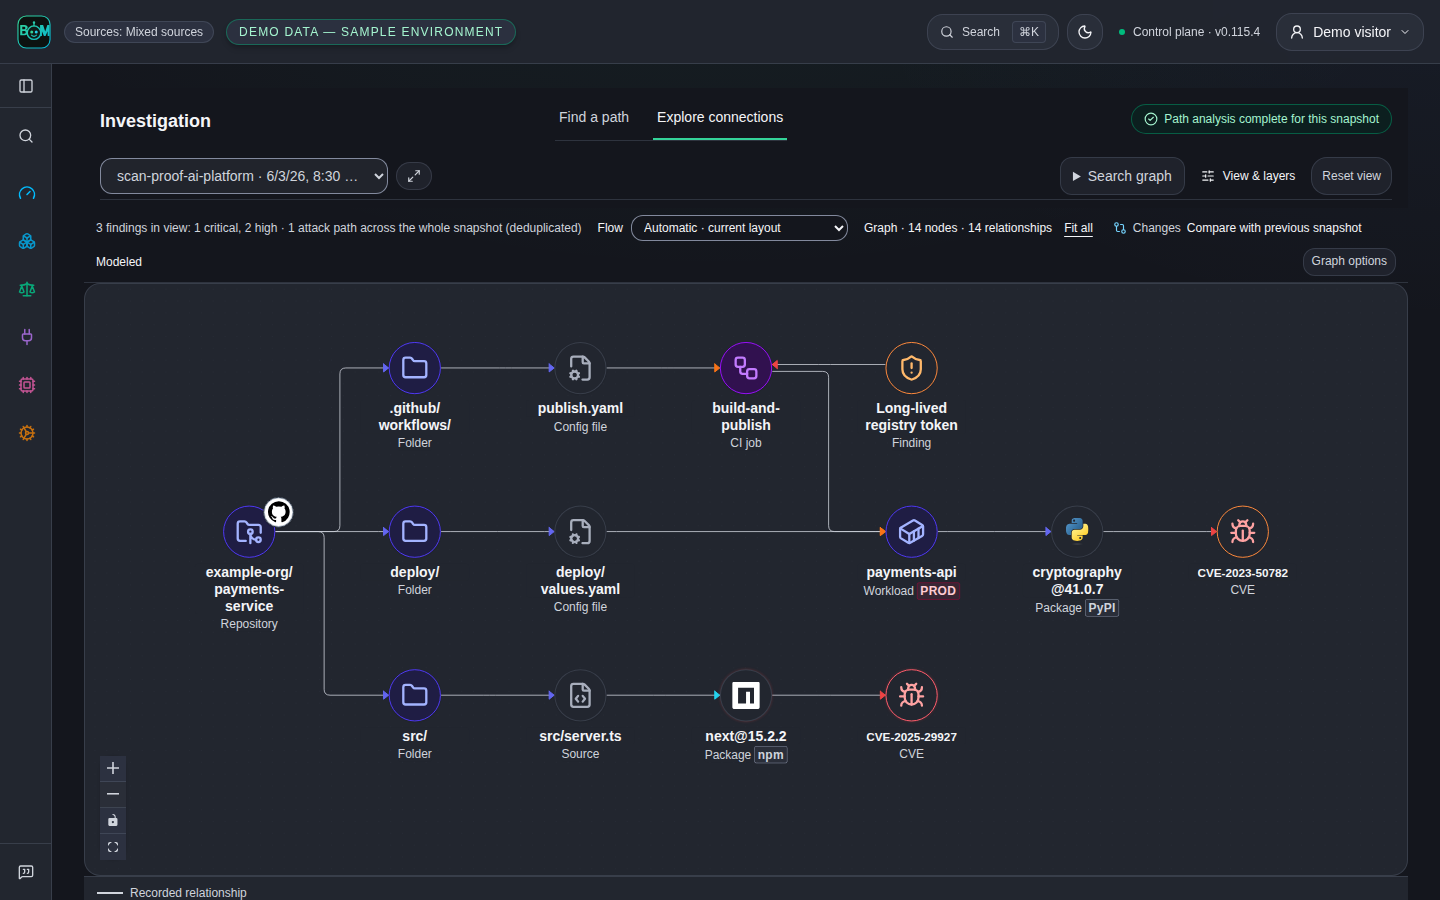 BOM
Sources: Mixed sources
DEMO DATA — SAMPLE ENVIRONMENT
Search ⌘K
Control plane · v0.115.4
Demo visitor
Investigation
Find a path
Explore connections
Path analysis complete for this snapshot
scan-proof-ai-platform · 6/3/26, 8:30 …
Search graph
View & layers
Reset view
3 findings in view: 1 critical, 2 high · 1 attack path across the whole snapshot (deduplicated)
Flow
Automatic · current layout
Graph · 14 nodes · 14 relationships
Fit all
Changes
Compare with previous snapshot
Modeled
Graph options
.github/
workflows/
Folder
publish.yaml
Config file
build-and-
publish
CI job
Long-lived
registry token
Finding
example-org/
payments-
service
Repository
deploy/
Folder
deploy/
values.yaml
Config file
payments-api
Workload PROD
cryptography
@41.0.7
Package PyPI
CVE-2023-50782
CVE
src/
Folder
src/server.ts
Source
next@15.2.2
Package npm
CVE-2025-29927
CVE
Recorded relationship